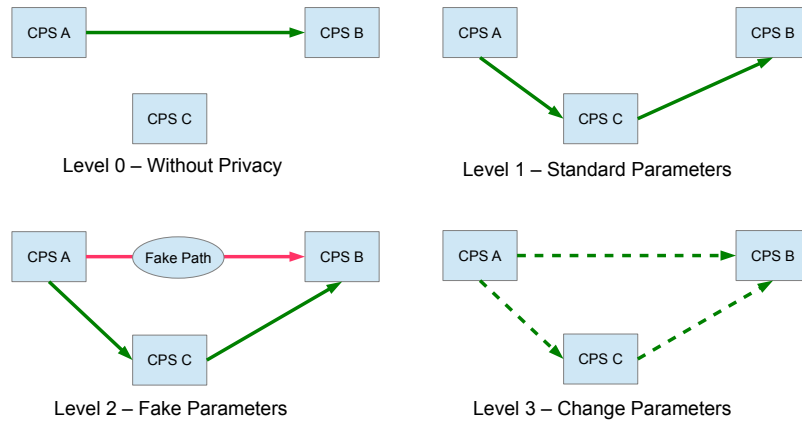 CPS A
CPS B
CPS C
Level 0 – Without Privacy
CPS A
CPS B
CPS C
Level 1 – Standard Parameters
CPS A
Fake Path
CPS B
CPS C
Level 2 – Fake Parameters
CPS A
CPS B
CPS C
Level 3 – Change Parameters